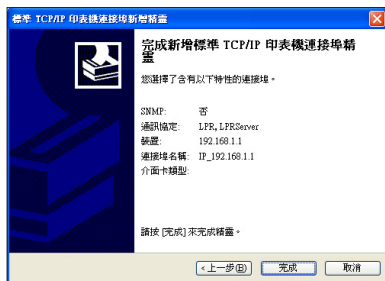 標準 TCP/IP 印表機連接埠新增精靈
完成新增標準 TCP/IP 印表機連接埠精
靈
您選擇了含有以下特性的連接埠。
SNMP: 否
通訊協定: LPR, LPRServer
裝置: 192.168.1.1
連接埠名稱: IP_192.168.1.1
介面卡類型:
請按 [完成] 來完成精靈。
<上一步(B) 完成 取消